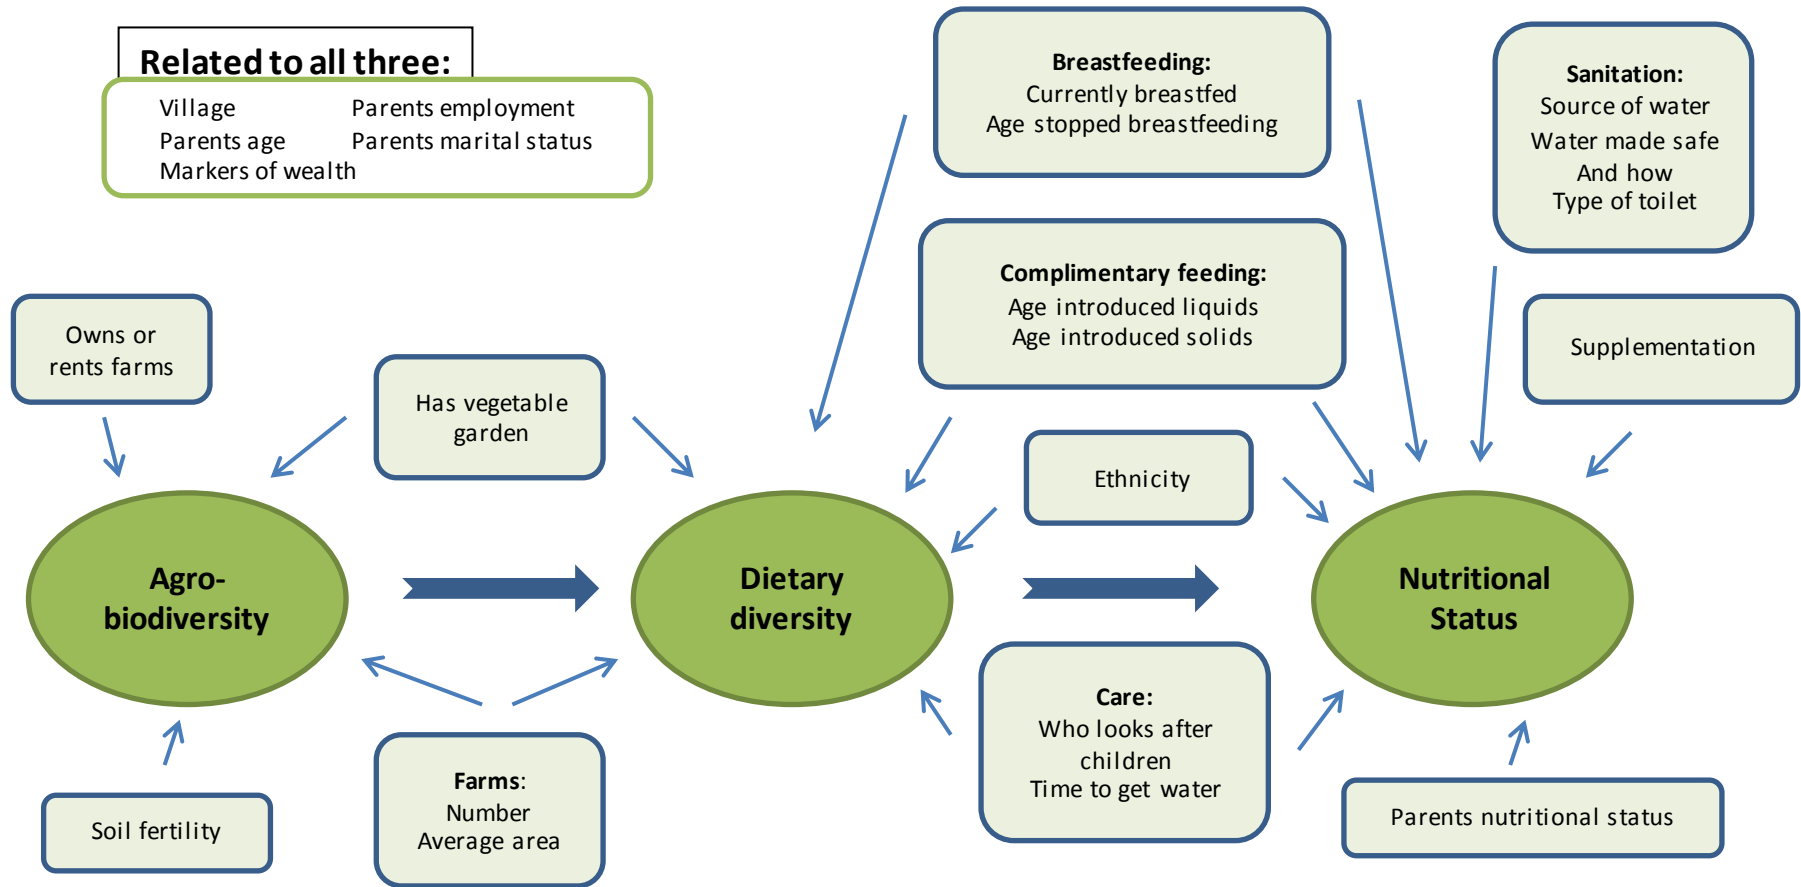 Related to all three:
Village
Parents employment
Parents age
Parents marital status
Markers of wealth
Breastfeeding:
Currently breastfed
Age stopped breastfeeding
Sanitation:
Source of water
Water made safe
And how
Type of toilet
Complimentary feeding:
Age introduced liquids
Age introduced solids
Owns or
rents farms
Supplementation
Has vegetable
garden
Ethnicity
Agro-
biodiversity
Dietary
diversity
Nutritional
Status
Care:
Who looks after
children
Time to get water
Farms:
Number
Average area
Soil fertility
Parents nutritional status